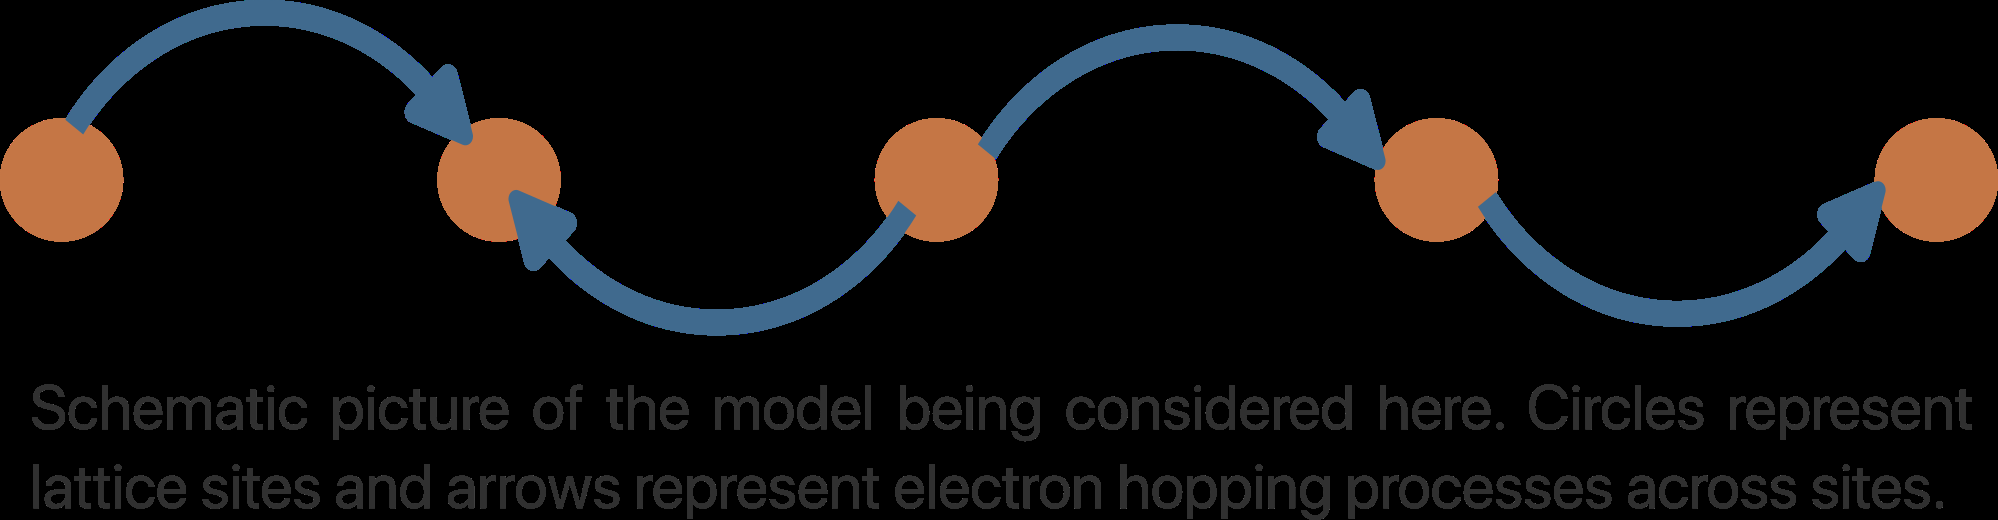 Schematic picture of the model being considered here. Circles represent
lattice sites and arrows represent electron hopping processes across sites.